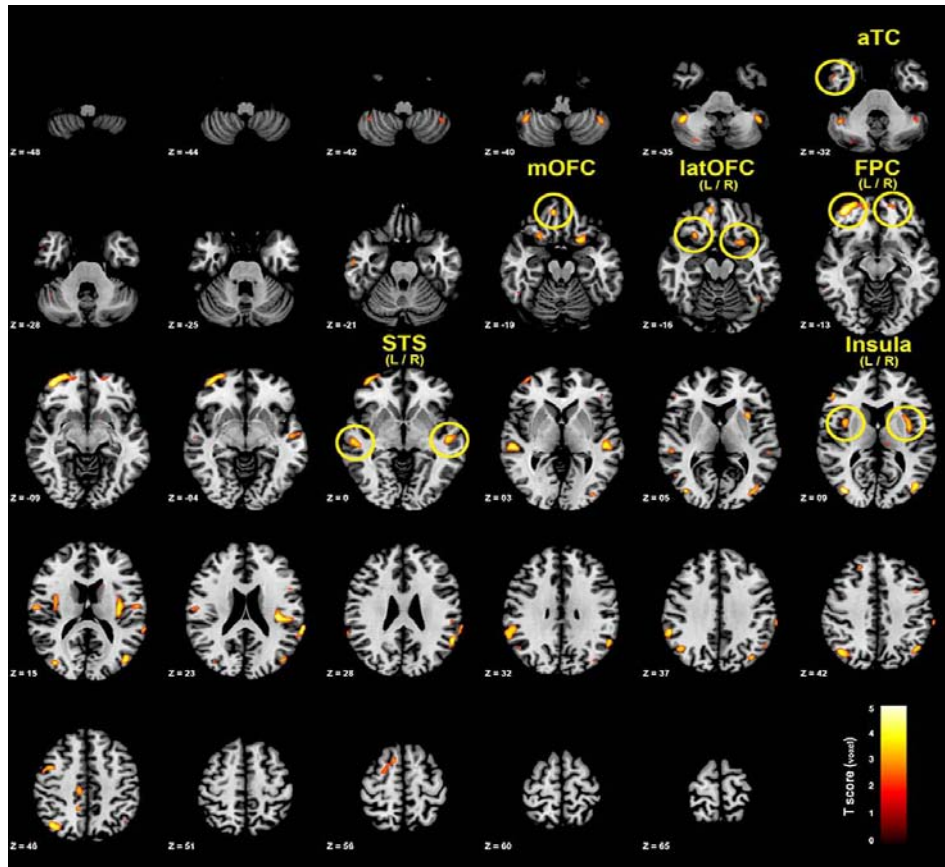 aTC
Z = -48
Z = -44
Z = -42
Z = -40
Z = -35
Z = -32
mOFC
latOFC
(L / R)
FPC
(L / R)
Z = -28
Z = -25
Z = -21
Z = -19
Z = -16
Z = -13
STS
(L / R)
Insula
(L / R)
Z = -09
Z = -04
Z = 0
Z = 03
Z = 05
Z = 09
Z = 15
Z = 23
Z = 28
Z = 32
Z = 37
Z = 42
5
4
3
2
1
0
T score (voxel)
Z = 46
Z = 51
Z = 56
Z = 60
Z = 65